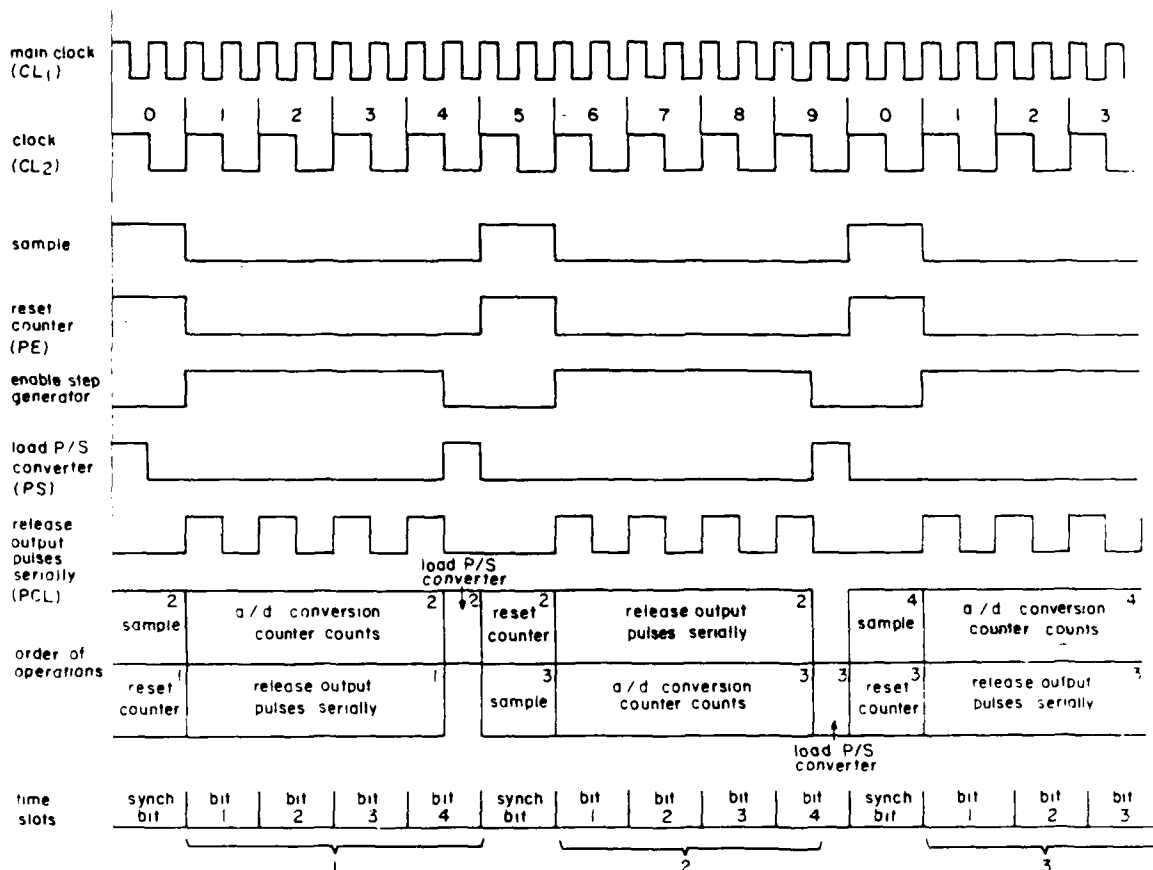 main clock
(CL1)
0 1 2 3 4 5 6 7 8 9 0 1 2 3
clock
(CL2)
sample
reset
counter
(PE)
enable step
generator
load P/S
converter
(PS)
release
output
pulses
serially
(PCL)
load P/S
converter
order of
operations
2
sample
2
a/d conversion
counter counts
2
2
reset
counter
2
release output
pulses serially
4
sample
4
a/d conversion
counter counts
1
reset
counter
1
release output
pulses serially
3
sample
3
a/d conversion
counter counts
3
3
reset
counter
3
release output
pulses serially
load P/S
converter
time
slots
synch
bit
bit
1
bit
2
bit
3
bit
4
synch
bit
bit
1
bit
2
bit
3
bit
4
synch
bit
bit
1
bit
2
bit
3
1 2 3